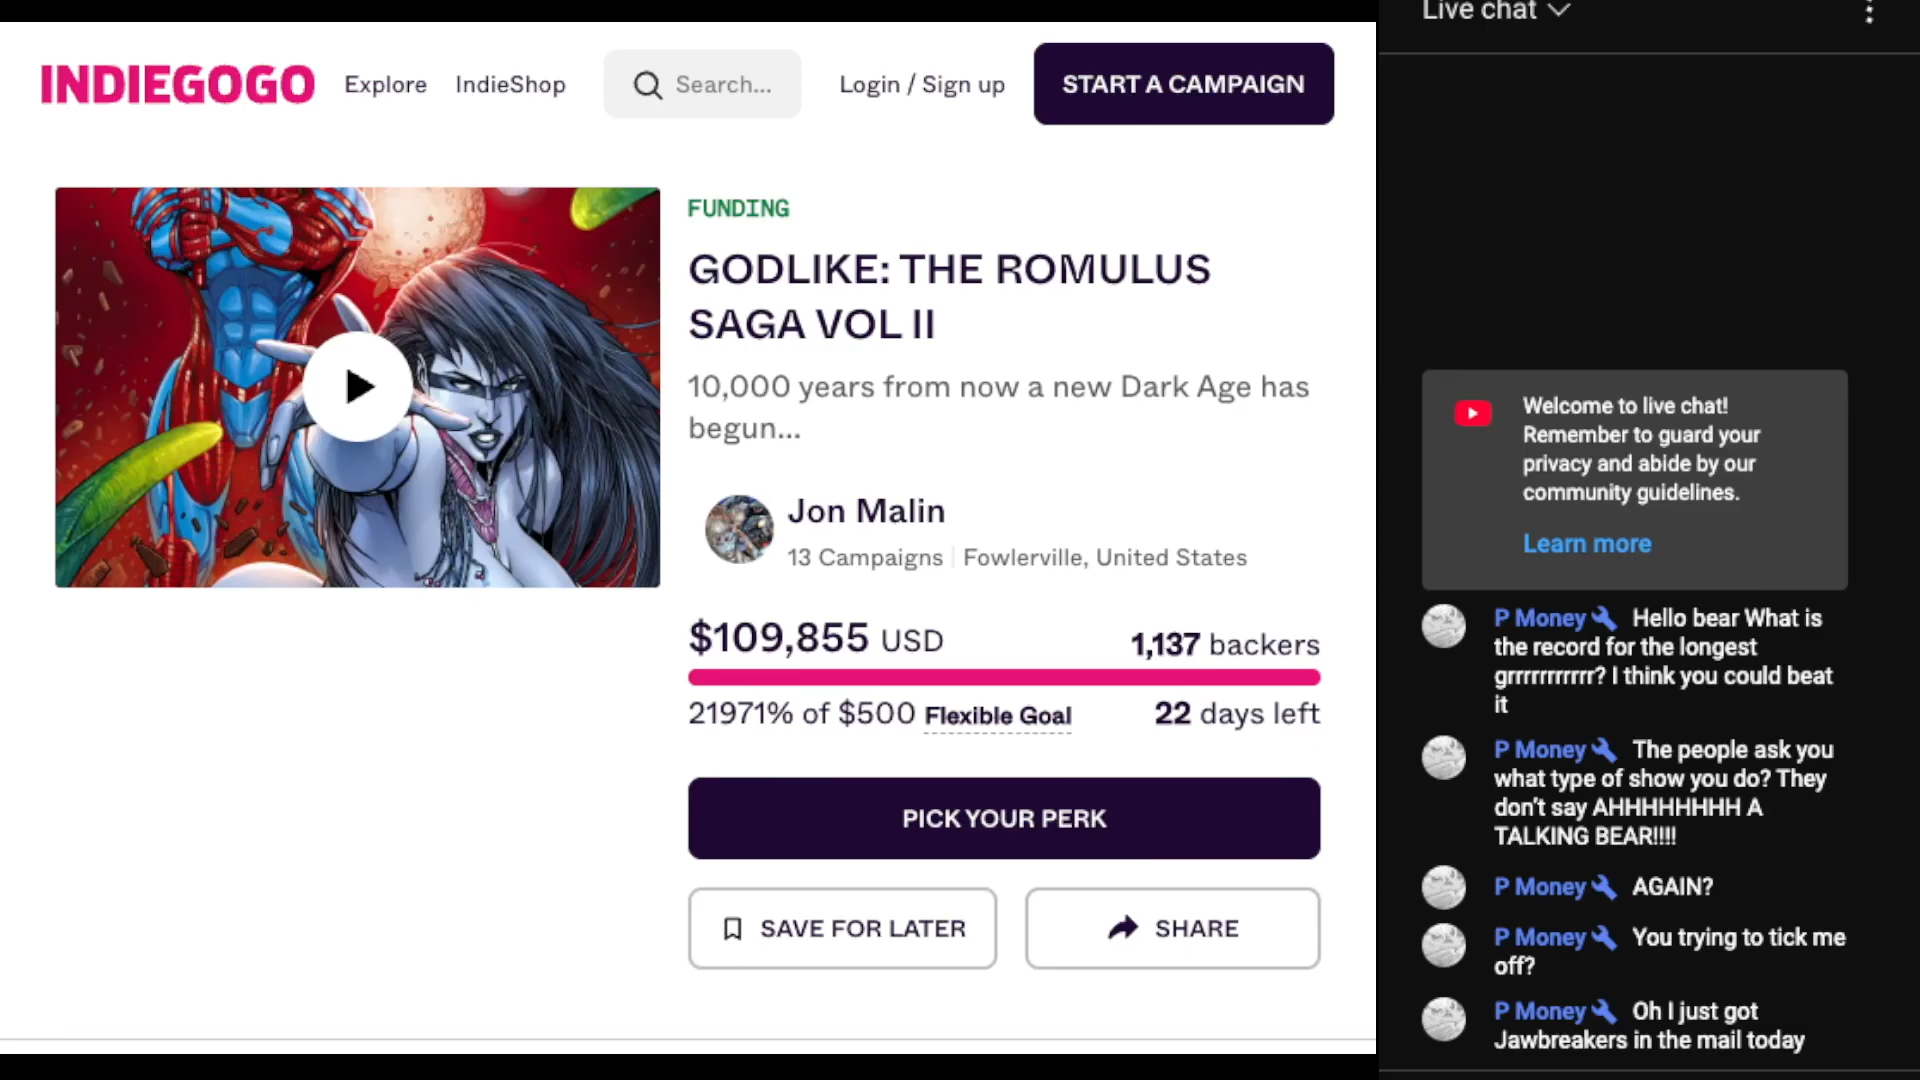 INDIEGOGO
Explore
IndieShop
Search...
Login / Sign up
START A CAMPAIGN
FUNDING
GODLIKE: THE ROMULUS
SAGA VOL II
10,000 years from now a new Dark Age has
begun...
Jon Malin
13 Campaigns | Fowlerville, United States
$109,855 USD
1,137 backers
21971% of $500 Flexible Goal
22 days left
PICK YOUR PERK
SAVE FOR LATER
SHARE
Live chat
Welcome to live chat!
Remember to guard your
privacy and abide by our
community guidelines.
Learn more
P Money Hello bear What is
the record for the longest
grrrrrrrrrrr? I think you could beat
it
P Money The people ask you
what type of show you do? They
don't say AHHHHHHHH A
TALKING BEAR!!!!
P Money AGAIN?
P Money You trying to tick me
off?
P Money Oh I just got
Jawbreakers in the mail today